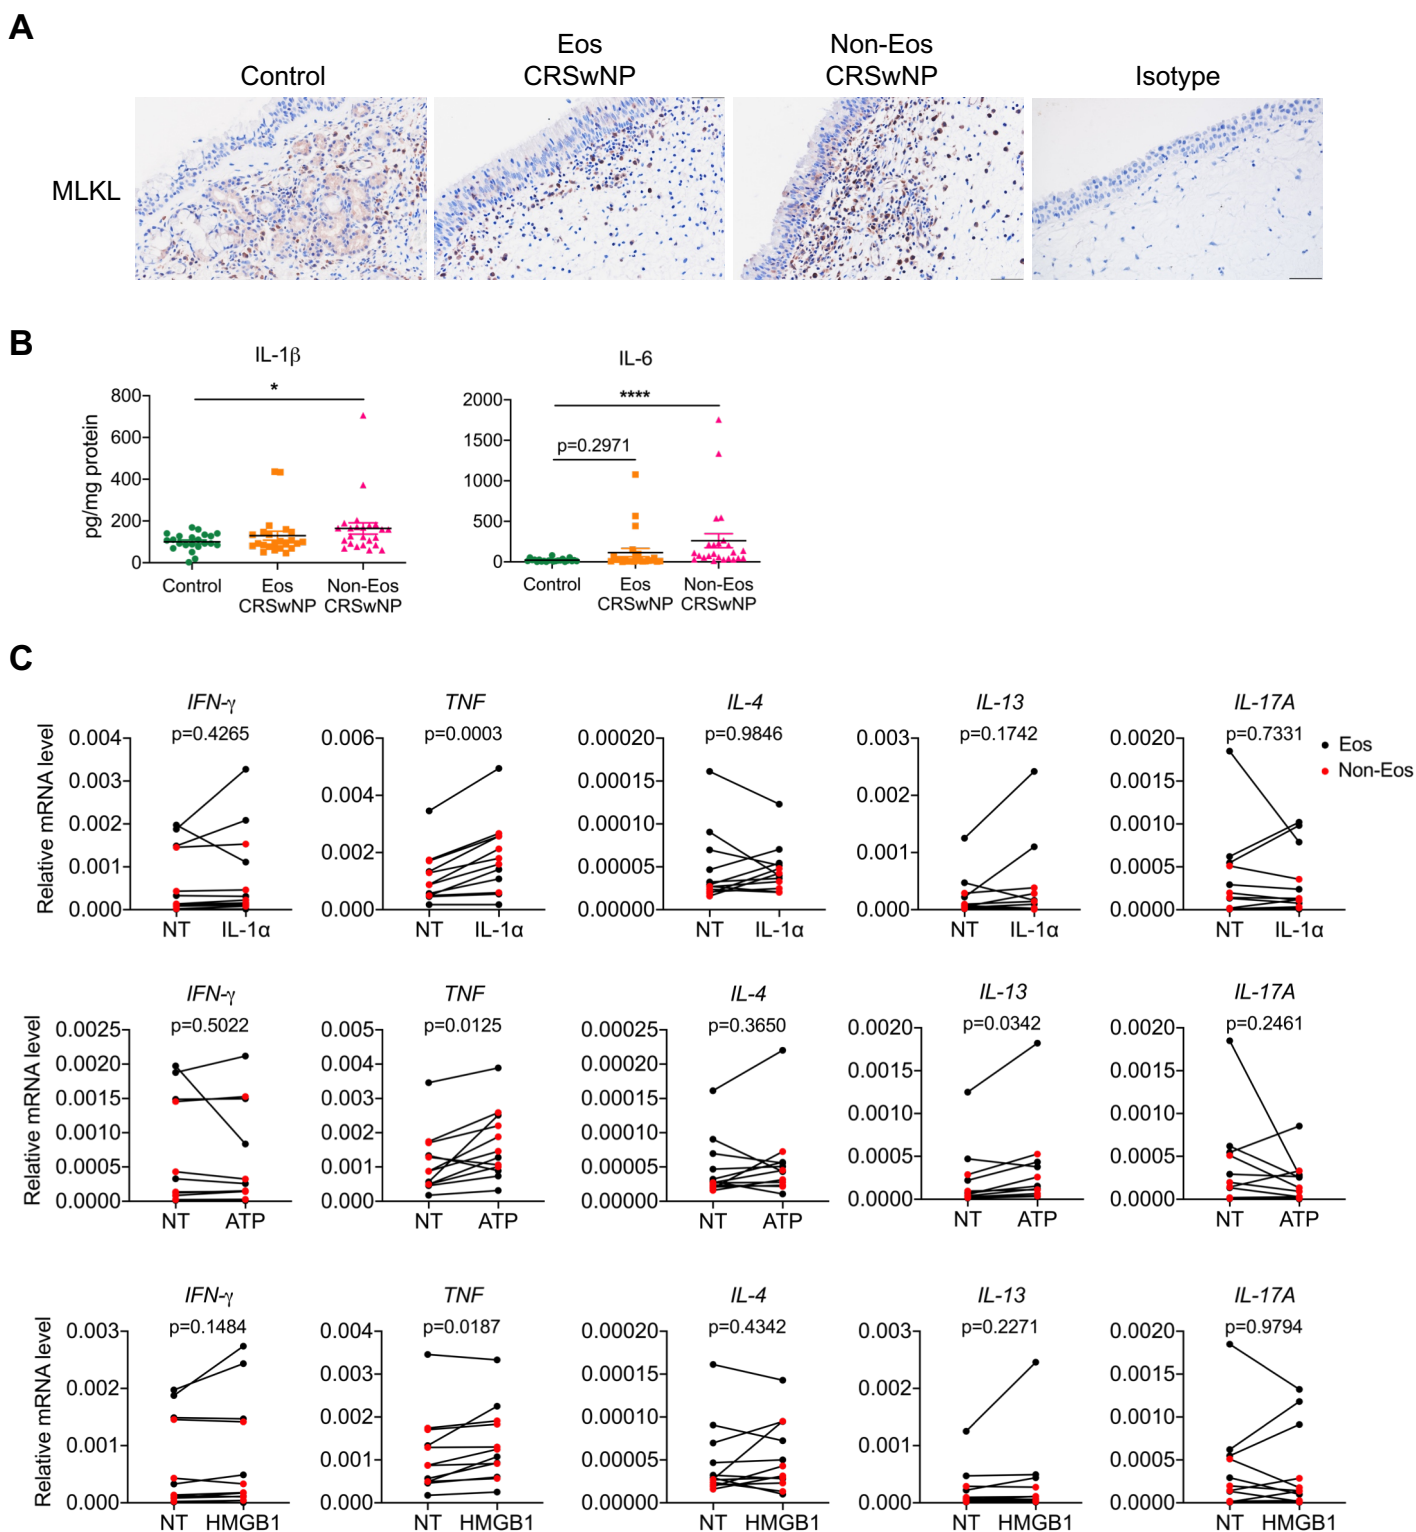 A
Control
Eos
CRSwNP
Non-Eos
CRSwNP
Isotype
MLKL
B
IL-1β
*
pg/mg protein
800
600
400
200
0
Control
Eos
CRSwNP
Non-Eos
CRSwNP
IL-6
****
p=0.2971
2000
1500
1000
500
0
Control
Eos
CRSwNP
Non-Eos
CRSwNP
C
Relative mRNA level
IFN-γ
p=0.4265
0.004
0.003
0.002
0.001
0.000
NT IL-1α
TNF
p=0.0003
0.006
0.004
0.002
0.000
NT IL-1α
IL-4
p=0.9846
0.00020
0.00015
0.00010
0.00005
0.00000
NT IL-1α
IL-13
p=0.1742
0.003
0.002
0.001
0.000
NT IL-1α
IL-17A
p=0.7331
0.0020
0.0015
0.0010
0.0005
0.0000
NT IL-1α
Eos
Non-Eos
Relative mRNA level
IFN-γ
p=0.5022
0.0025
0.0020
0.0015
0.0010
0.0005
0.0000
NT ATP
TNF
p=0.0125
0.005
0.004
0.003
0.002
0.001
0.000
NT ATP
IL-4
p=0.3650
0.00025
0.00020
0.00015
0.00010
0.00005
0.00000
NT ATP
IL-13
p=0.0342
0.0020
0.0015
0.0010
0.0005
0.0000
NT ATP
IL-17A
p=0.2461
0.0020
0.0015
0.0010
0.0005
0.0000
NT ATP
Relative mRNA level
IFN-γ
p=0.1484
0.003
0.002
0.001
0.000
NT HMGB1
TNF
p=0.0187
0.004
0.003
0.002
0.001
0.000
NT HMGB1
IL-4
p=0.4342
0.00020
0.00015
0.00010
0.00005
0.00000
NT HMGB1
IL-13
p=0.2271
0.003
0.002
0.001
0.000
NT HMGB1
IL-17A
p=0.9794
0.0020
0.0015
0.0010
0.0005
0.0000
NT HMGB1